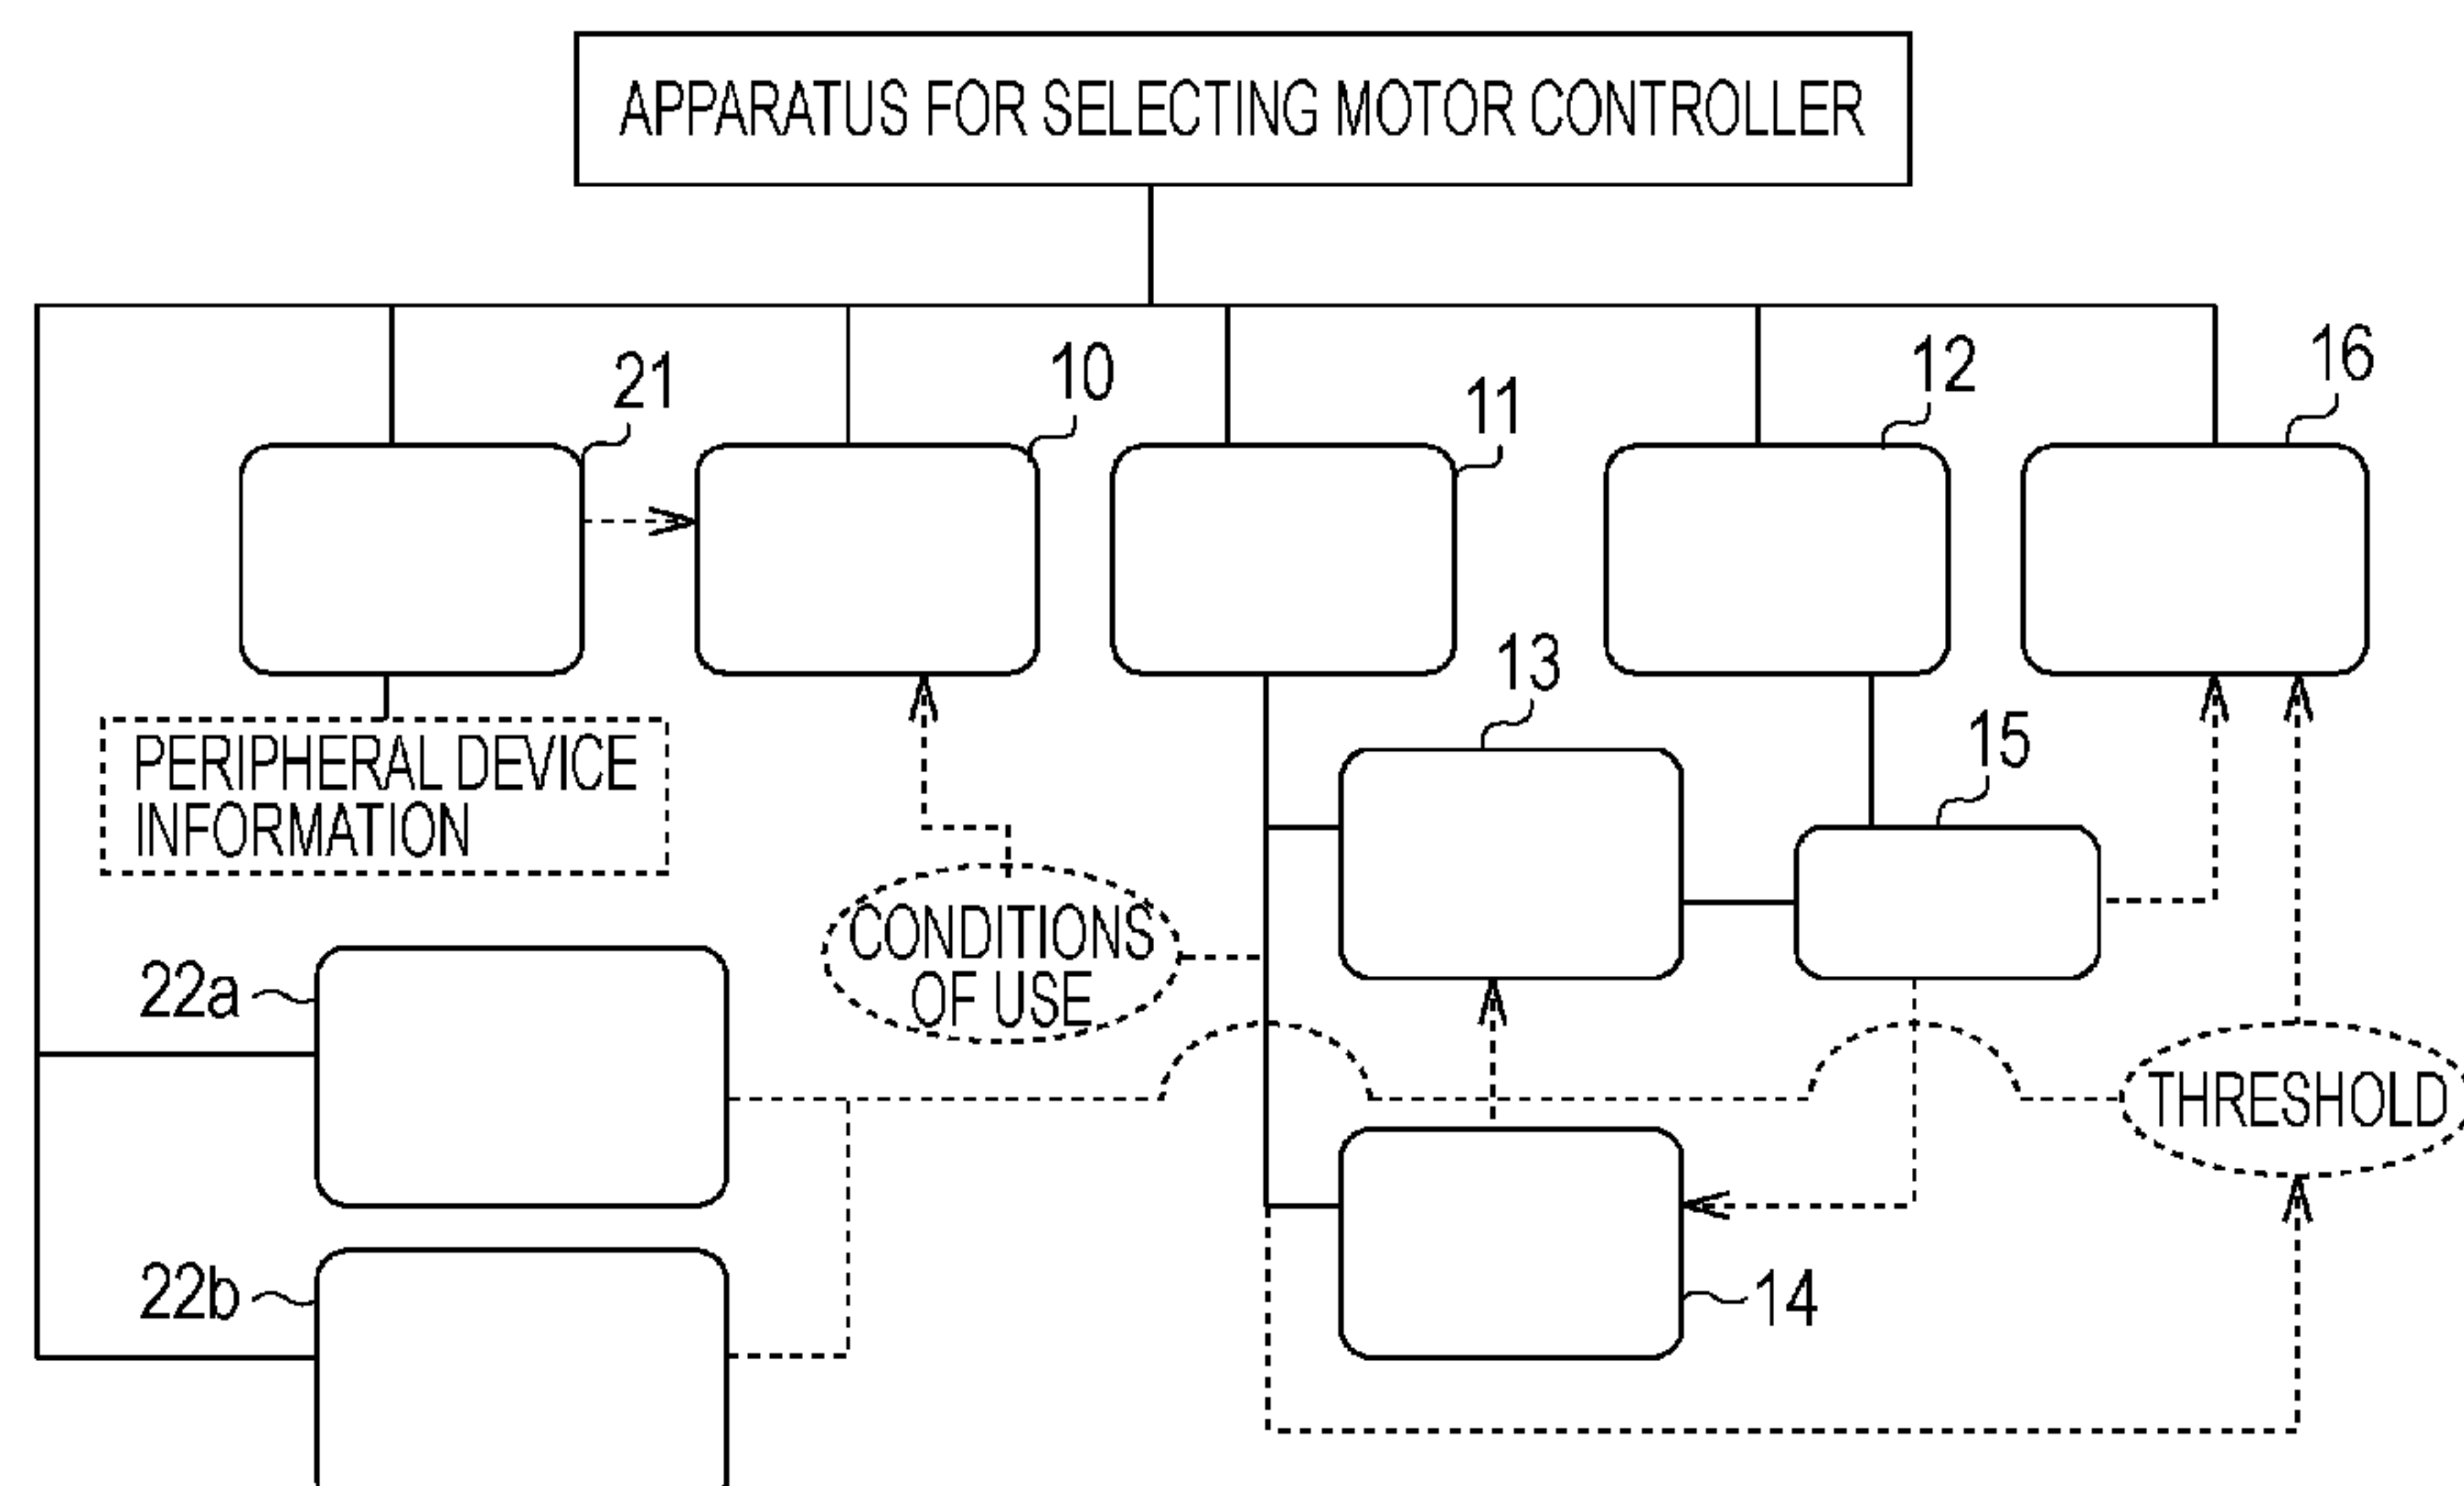 APPARATUS FOR SELECTING MOTOR CONTROLLER
21
10
11
12
16
13
15
PERIPHERAL DEVICE
INFORMATION
CONDITIONS
OF USE
22a
THRESHOLD
22b
14